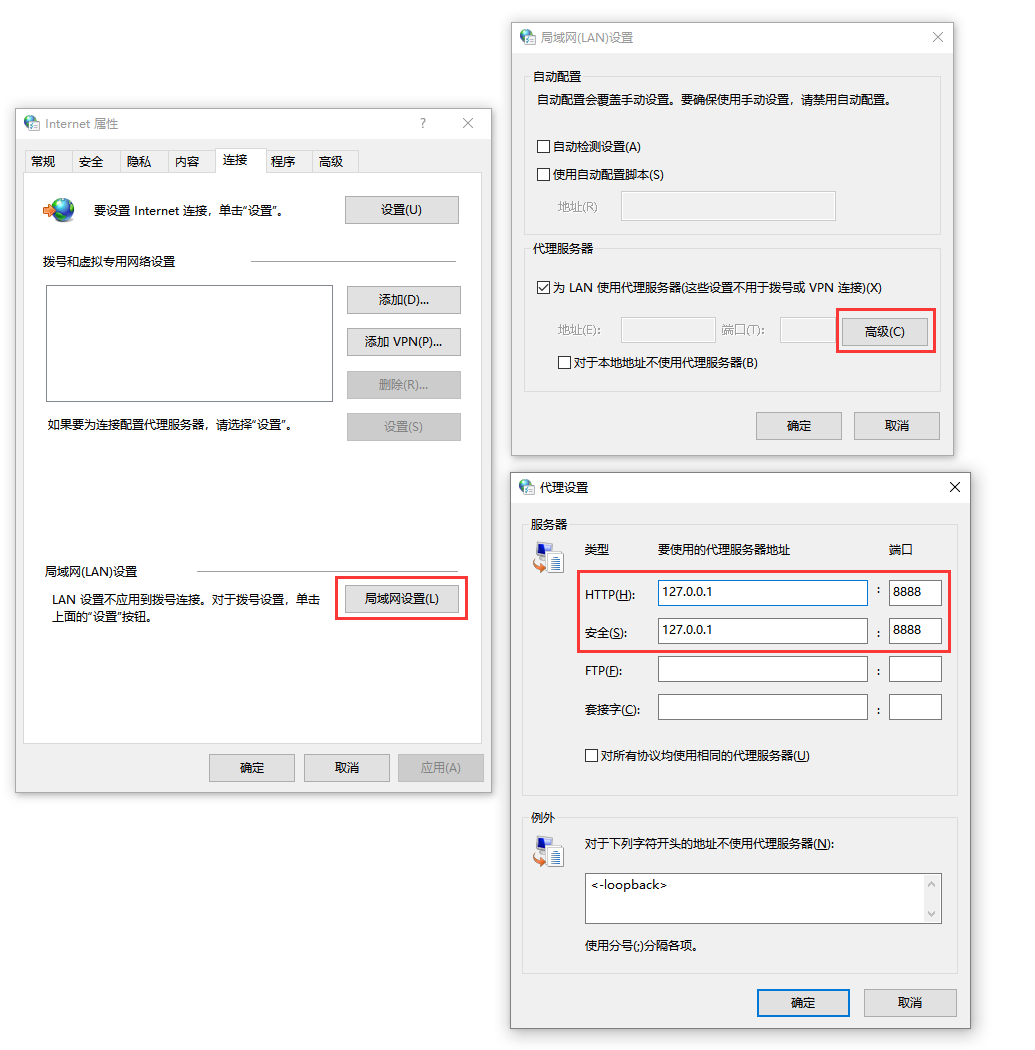 Internet 属性
?
常规
安全
隐私
内容
连接
程序
高级
要设置 Internet 连接，单击“设置”。
设置(U)
拨号和虚拟专用网络设置
添加(D)...
添加 VPN(P)...
删除(R)...
设置(S)
如果要为连接配置代理服务器，请选择“设置”。
局域网(LAN)设置
LAN 设置不应用到拨号连接。对于拨号设置，单击
上面的“设置”按钮。
局域网设置(L)
确定
取消
应用(A)
局域网(LAN)设置
自动配置
自动配置会覆盖手动设置。要确保使用手动设置，请禁用自动配置。
自动检测设置(A)
使用自动配置脚本(S)
地址(R)
代理服务器
为 LAN 使用代理服务器(这些设置不用于拨号或 VPN 连接)(X)
地址(E):
端口(T):
高级(C)
对于本地地址不使用代理服务器(B)
确定
取消
代理设置
服务器
类型
要使用的代理服务器地址
端口
HTTP(H):
127.0.0.1
:
8888
安全(S):
127.0.0.1
:
8888
FTP(F):
:
套接字(C):
:
对所有协议均使用相同的代理服务器(U)
例外
对于下列字符开头的地址不使用代理服务器(N):
<-loopback>
使用分号(;)分隔各项。
确定
取消